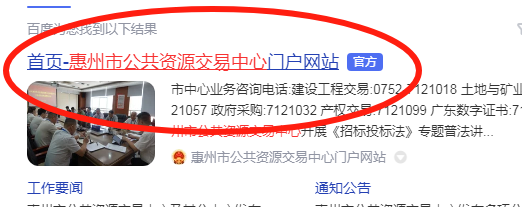 百度为您找到以下结果
首页-惠州市公共资源交易中心门户网站 官方
市中心业务咨询电话:建设工程交易:0752-7121018 土地与矿业
21057 政府采购:7121032 产权交易:7121099 广东数字证书:
州市公共资源交易中心开展《招标投标法》专题普法讲...
惠州市公共资源交易中心门户网站
工作要闻
通知公告